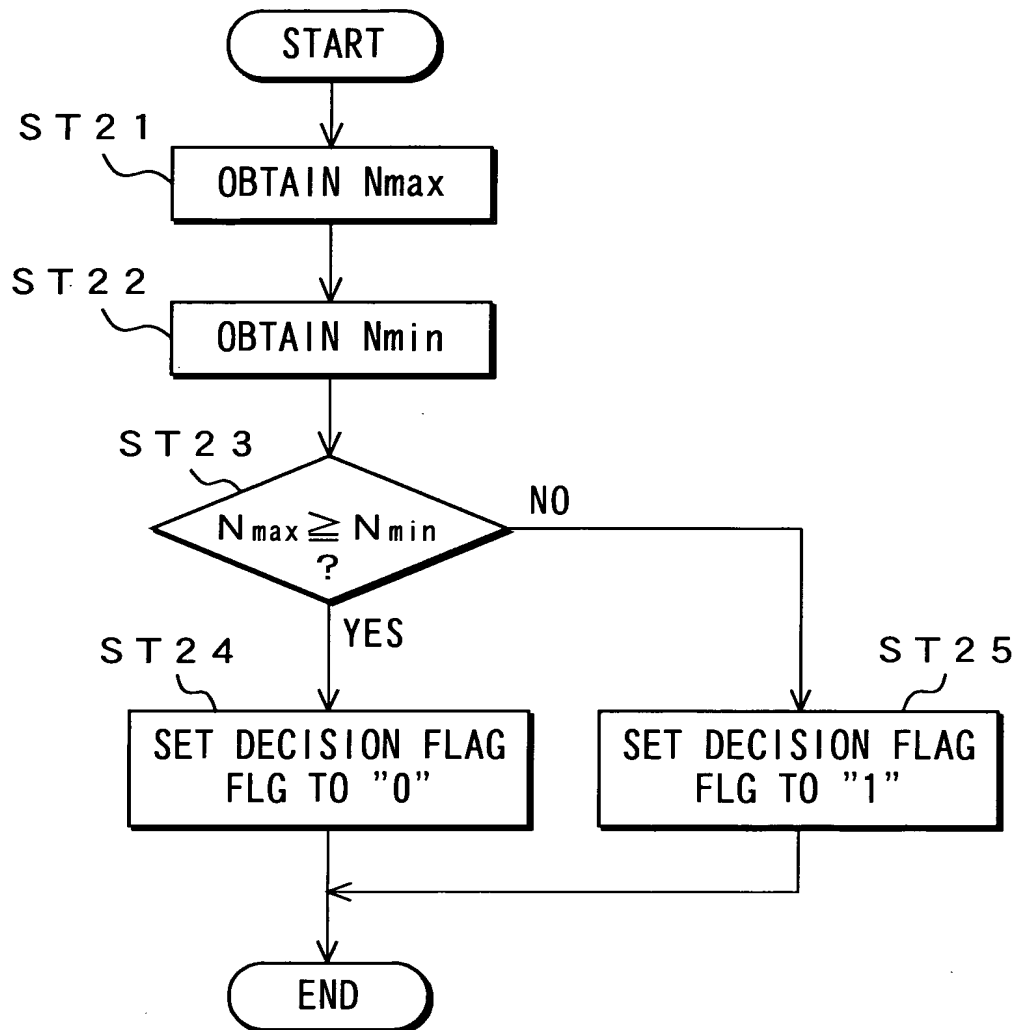 START
ST21
OBTAIN Nmax
ST22
OBTAIN Nmin
ST23
Nmax ≧ Nmin
?
NO
YES
ST24
SET DECISION FLAG
FLG TO "0"
ST25
SET DECISION FLAG
FLG TO "1"
END